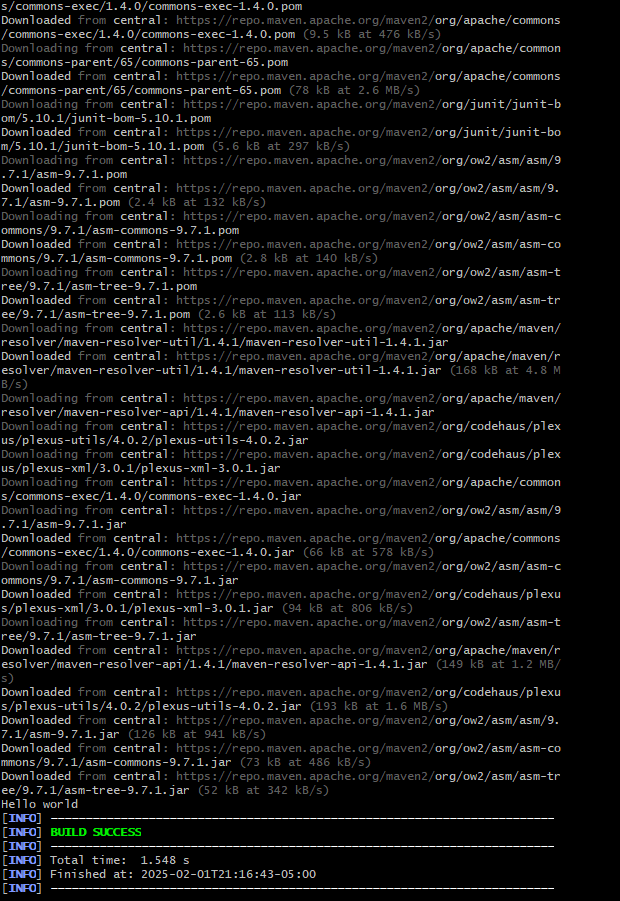 s/commons-exec/1.4.0/commons-exec-1.4.0.pom
Downloaded from central: https://repo.maven.apache.org/maven2/org/apache/commons
/commons-exec/1.4.0/commons-exec-1.4.0.pom (9.5 kB at 476 kB/s)
Downloading from central: https://repo.maven.apache.org/maven2/org/apache/common
s/commons-parent/65/commons-parent-65.pom
Downloaded from central: https://repo.maven.apache.org/maven2/org/apache/commons
/commons-parent/65/commons-parent-65.pom (78 kB at 2.6 MB/s)
Downloading from central: https://repo.maven.apache.org/maven2/org/junit/junit-b
om/5.10.1/junit-bom-5.10.1.pom
Downloaded from central: https://repo.maven.apache.org/maven2/org/junit/junit-bo
m/5.10.1/junit-bom-5.10.1.pom (5.6 kB at 297 kB/s)
Downloading from central: https://repo.maven.apache.org/maven2/org/ow2/asm/asm/9
.7.1/asm-9.7.1.pom
Downloaded from central: https://repo.maven.apache.org/maven2/org/ow2/asm/asm/9.
7.1/asm-9.7.1.pom (2.4 kB at 132 kB/s)
Downloading from central: https://repo.maven.apache.org/maven2/org/ow2/asm/asm-c
ommons/9.7.1/asm-commons-9.7.1.pom
Downloaded from central: https://repo.maven.apache.org/maven2/org/ow2/asm/asm-co
mmons/9.7.1/asm-commons-9.7.1.pom (2.8 kB at 140 kB/s)
Downloading from central: https://repo.maven.apache.org/maven2/org/ow2/asm/asm-t
ree/9.7.1/asm-tree-9.7.1.pom
Downloaded from central: https://repo.maven.apache.org/maven2/org/ow2/asm/asm-tr
ee/9.7.1/asm-tree-9.7.1.pom (2.6 kB at 113 kB/s)
Downloading from central: https://repo.maven.apache.org/maven2/org/apache/maven/
resolver/maven-resolver-util/1.4.1/maven-resolver-util-1.4.1.jar
Downloaded from central: https://repo.maven.apache.org/maven2/org/apache/maven/r
esolver/maven-resolver-util/1.4.1/maven-resolver-util-1.4.1.jar (168 kB at 4.8 M
B/s)
Downloading from central: https://repo.maven.apache.org/maven2/org/apache/maven/
resolver/maven-resolver-api/1.4.1/maven-resolver-api-1.4.1.jar
Downloading from central: https://repo.maven.apache.org/maven2/org/codehaus/plex
us/plexus-utils/4.0.2/plexus-utils-4.0.2.jar
Downloading from central: https://repo.maven.apache.org/maven2/org/codehaus/plex
us/plexus-xml/3.0.1/plexus-xml-3.0.1.jar
Downloading from central: https://repo.maven.apache.org/maven2/org/apache/common
s/commons-exec/1.4.0/commons-exec-1.4.0.jar
Downloading from central: https://repo.maven.apache.org/maven2/org/ow2/asm/asm/9
.7.1/asm-9.7.1.jar
Downloaded from central: https://repo.maven.apache.org/maven2/org/apache/commons
/commons-exec/1.4.0/commons-exec-1.4.0.jar (66 kB at 578 kB/s)
Downloading from central: https://repo.maven.apache.org/maven2/org/ow2/asm/asm-c
ommons/9.7.1/asm-commons-9.7.1.jar
Downloaded from central: https://repo.maven.apache.org/maven2/org/codehaus/plexu
s/plexus-xml/3.0.1/plexus-xml-3.0.1.jar (94 kB at 806 kB/s)
Downloading from central: https://repo.maven.apache.org/maven2/org/ow2/asm/asm-t
ree/9.7.1/asm-tree-9.7.1.jar
Downloaded from central: https://repo.maven.apache.org/maven2/org/apache/maven/r
esolver/maven-resolver-api/1.4.1/maven-resolver-api-1.4.1.jar (149 kB at 1.2 MB/
s)
Downloaded from central: https://repo.maven.apache.org/maven2/org/codehaus/plexu
s/plexus-utils/4.0.2/plexus-utils-4.0.2.jar (193 kB at 1.6 MB/s)
Downloaded from central: https://repo.maven.apache.org/maven2/org/ow2/asm/asm/9.
7.1/asm-9.7.1.jar (126 kB at 941 kB/s)
Downloaded from central: https://repo.maven.apache.org/maven2/org/ow2/asm/asm-co
mmons/9.7.1/asm-commons-9.7.1.jar (73 kB at 486 kB/s)
Downloaded from central: https://repo.maven.apache.org/maven2/org/ow2/asm/asm-tr
ee/9.7.1/asm-tree-9.7.1.jar (52 kB at 342 kB/s)
Hello world
[INFO] ------------------------------------------------------------------------
[INFO] BUILD SUCCESS
[INFO] ------------------------------------------------------------------------
[INFO] Total time:  1.548 s
[INFO] Finished at: 2025-02-01T21:16:43-05:00
[INFO] ------------------------------------------------------------------------